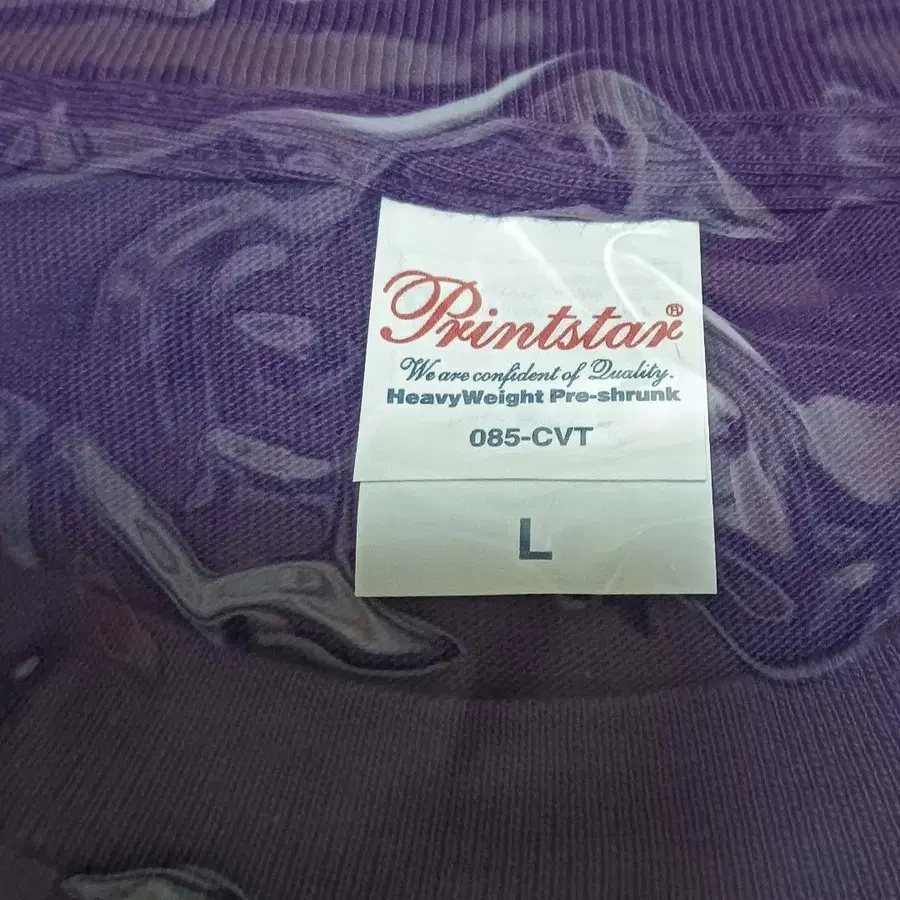 Printstar®
We are confident of Quality.
HeavyWeight Pre-shrunk
085-CVT
L